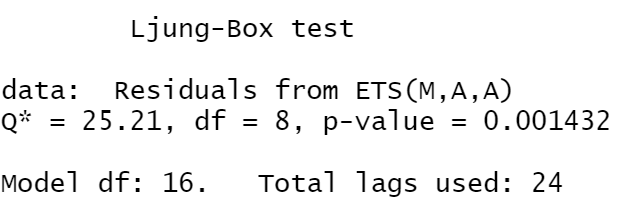 Ljung-Box test
data:  Residuals from ETS(M,A,A)
Q* = 25.21, df = 8, p-value = 0.001432
Model df: 16.   Total lags used: 24